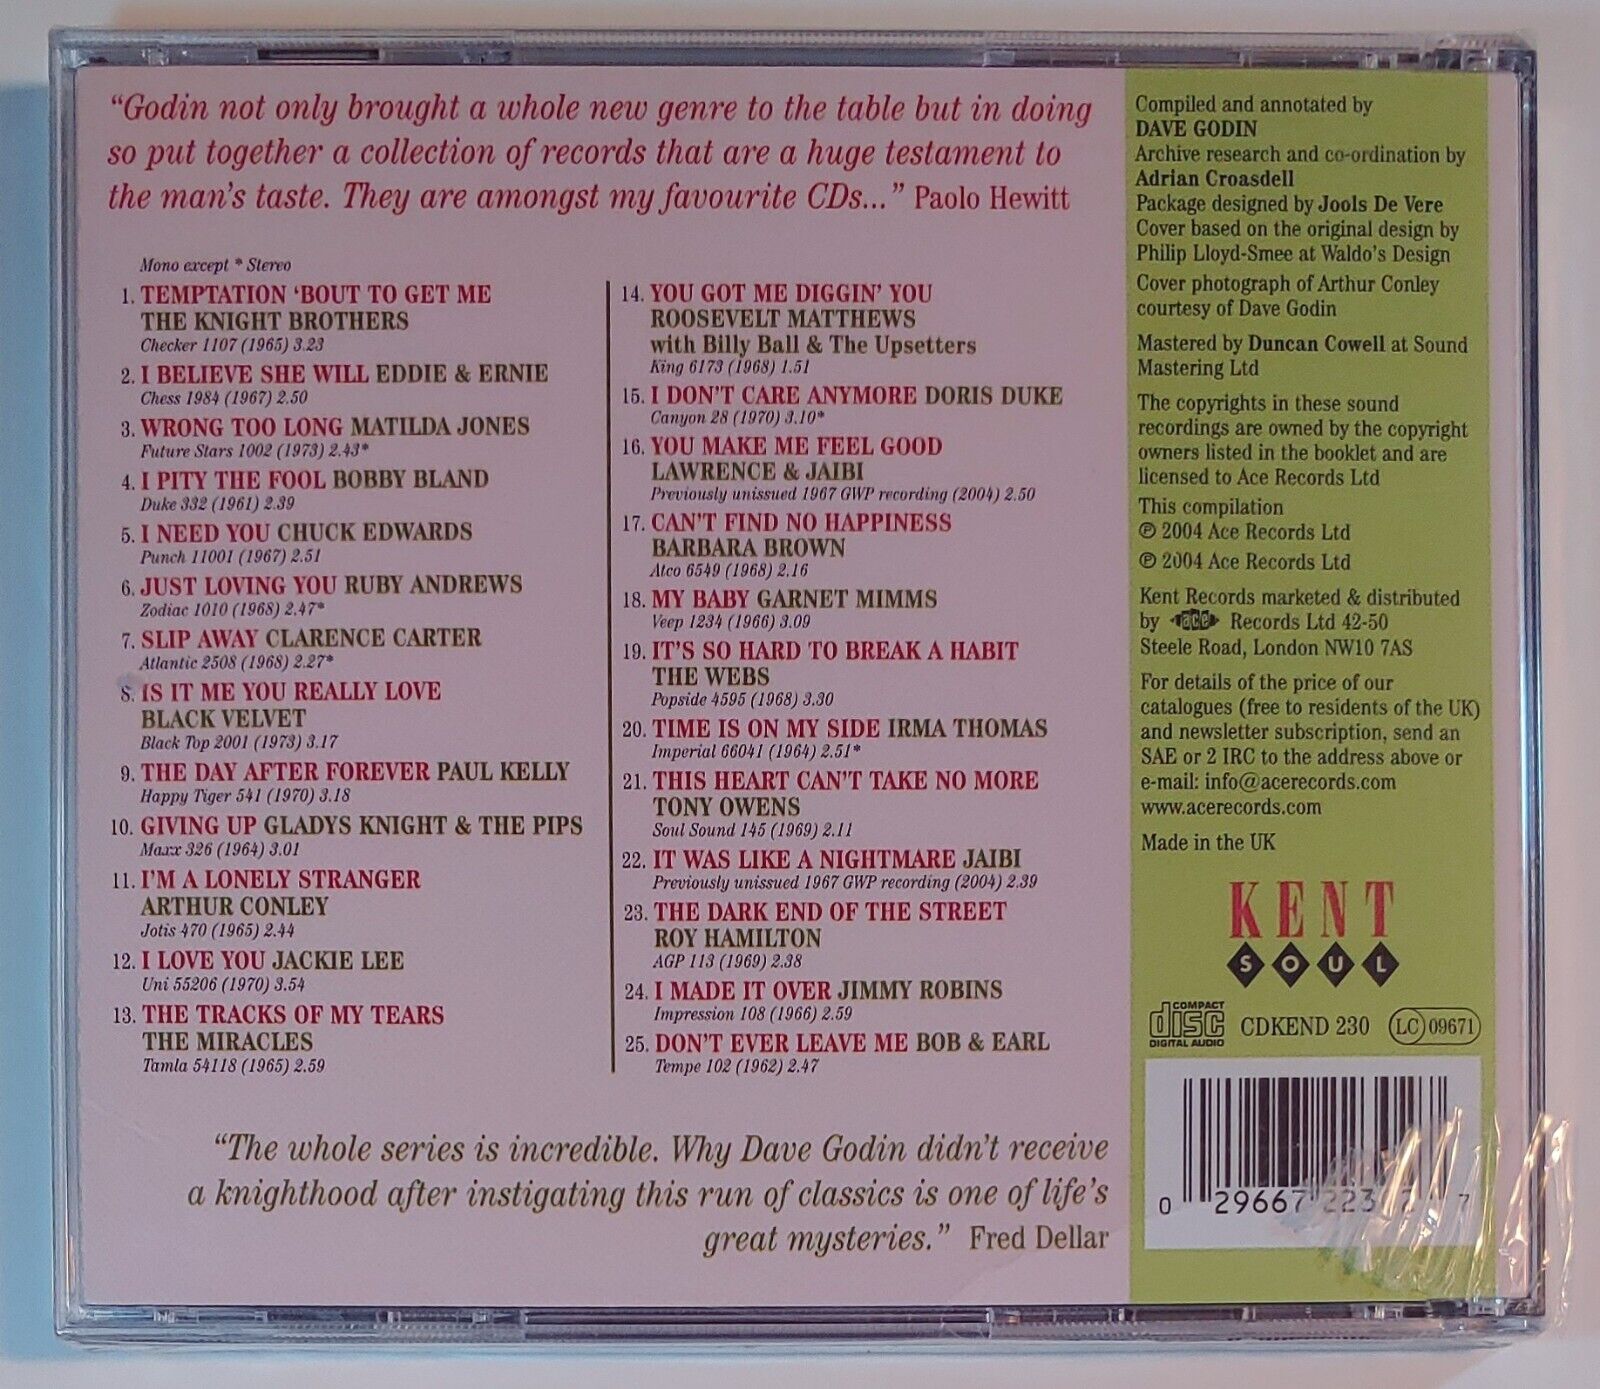 “Godin not only brought a whole new genre to the table but in doing
so put together a collection of records that are a huge testament to
the man's taste. They are amongst my favourite CDs...” Paolo Hewitt
Mono except * Stereo
1. TEMPTATION ‘BOUT TO GET ME
THE KNIGHT BROTHERS
Checker 1107 (1965) 3.23
2. I BELIEVE SHE WILL EDDIE & ERNIE
Chess 1984 (1967) 2.50
3. WRONG TOO LONG MATILDA JONES
Future Stars 1002 (1973) 2.43*
4. I PITY THE FOOL BOBBY BLAND
Duke 332 (1961) 2.39
5. I NEED YOU CHUCK EDWARDS
Punch 11001 (1967) 2.51
6. JUST LOVING YOU RUBY ANDREWS
Zodiac 1010 (1968) 2.47*
7. SLIP AWAY CLARENCE CARTER
Atlantic 2508 (1968) 2.27*
8. IS IT ME YOU REALLY LOVE
BLACK VELVET
Black Top 2001 (1973) 3.17
9. THE DAY AFTER FOREVER PAUL KELLY
Happy Tiger 541 (1970) 3.18
10. GIVING UP GLADYS KNIGHT & THE PIPS
Maxx 326 (1964) 3.01
11. I'M A LONELY STRANGER
ARTHUR CONLEY
Jotis 470 (1965) 2.44
12. I LOVE YOU JACKIE LEE
Uni 55206 (1970) 3.54
13. THE TRACKS OF MY TEARS
THE MIRACLES
Tamla 54118 (1965) 2.59
14. YOU GOT ME DIGGIN' YOU
ROOSEVELT MATTHEWS
with Billy Ball & The Upsetters
King 6173 (1968) 1.51
15. I DON'T CARE ANYMORE DORIS DUKE
Canyon 28 (1970) 3.10*
16. YOU MAKE ME FEEL GOOD
LAWRENCE & JAIBI
Previously unissued 1967 GWP recording (2004) 2.50
17. CAN'T FIND NO HAPPINESS
BARBARA BROWN
Atco 6549 (1968) 2.16
18. MY BABY GARNET MIMMS
Veep 1234 (1966) 3.09
19. IT'S SO HARD TO BREAK A HABIT
THE WEBS
Popside 4595 (1968) 3.30
20. TIME IS ON MY SIDE IRMA THOMAS
Imperial 66041 (1964) 2.51*
21. THIS HEART CAN'T TAKE NO MORE
TONY OWENS
Soul Sound 145 (1969) 2.11
22. IT WAS LIKE A NIGHTMARE JAIBI
Previously unissued 1967 GWP recording (2004) 2.39
23. THE DARK END OF THE STREET
ROY HAMILTON
AGP 113 (1969) 2.38
24. I MADE IT OVER JIMMY ROBINS
Impression 108 (1966) 2.59
25. DON'T EVER LEAVE ME BOB & EARL
Tempe 102 (1962) 2.47
“The whole series is incredible. Why Dave Godin didn't receive
a knighthood after instigating this run of classics is one of life's
great mysteries.” Fred Dellar
Compiled and annotated by
DAVE GODIN
Archive research and co-ordination by
Adrian Croasdell
Package designed by Jools De Vere
Cover based on the original design by
Philip Lloyd-Smee at Waldo's Design
Cover photograph of Arthur Conley
courtesy of Dave Godin
Mastered by Duncan Cowell at Sound
Mastering Ltd
The copyrights in these sound
recordings are owned by the copyright
owners listed in the booklet and are
licensed to Ace Records Ltd
This compilation
℗ 2004 Ace Records Ltd
℗ 2004 Ace Records Ltd
Kent Records marketed & distributed
by ace Records Ltd 42-50
Steele Road, London NW10 7AS
For details of the price of our
catalogues (free to residents of the UK)
and newsletter subscription, send an
SAE or 2 IRC to the address above or
e-mail: info@acerecords.com
www.acerecords.com
Made in the UK
KENT
SOUL
COMPACT
disc
DIGITAL AUDIO
CDKEND 230
LC 09671
0 29667 223 2 7